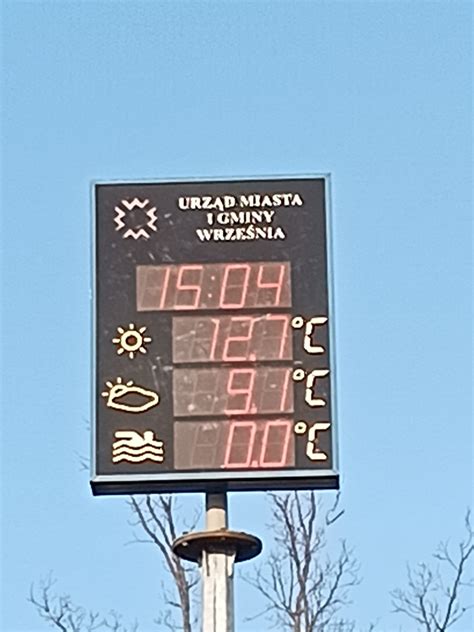 URZĄD MIASTA
I GMINY
WRZEŚNIA
15:04
12.7°C
9.1°C
0.0°C